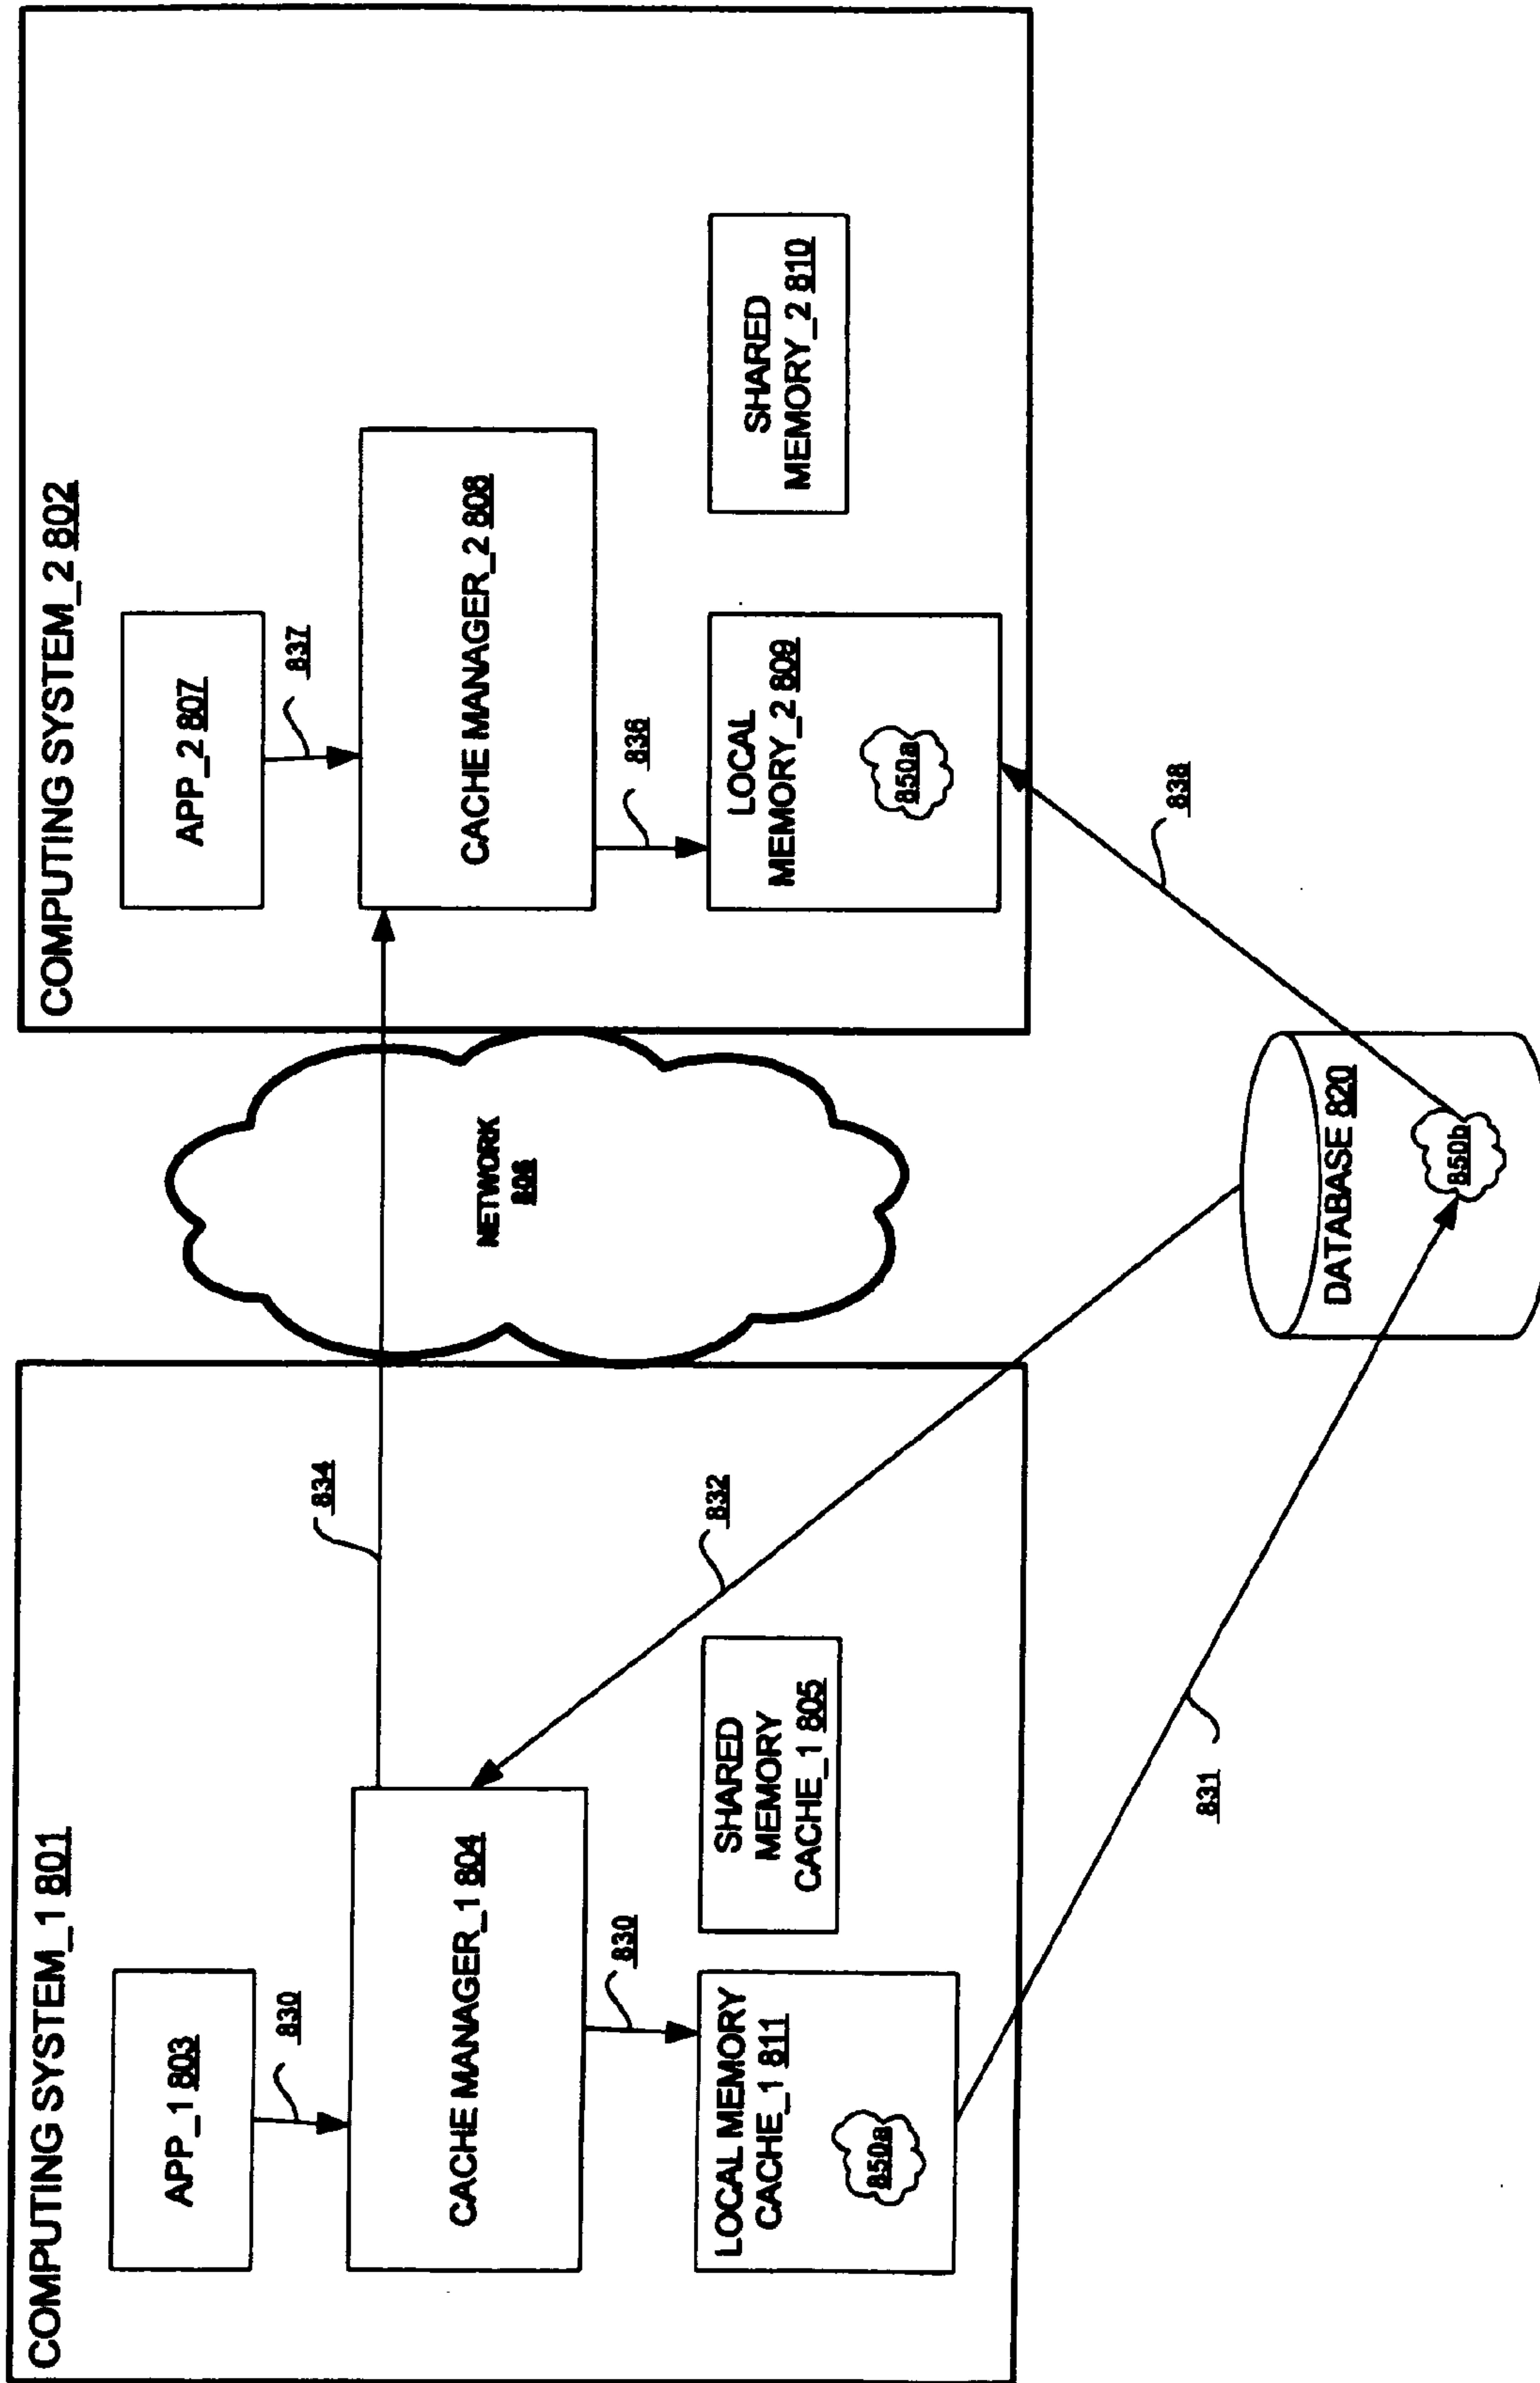 COMPUTING SYSTEM_1 801
APP_1 803
830
CACHE MANAGER_1 804
830
LOCAL MEMORY
CACHE_1 811
850a
SHARED
MEMORY
CACHE_1 805
834
832
831
NETWORK
806
DATABASE 820
850b
COMPUTING SYSTEM_2 802
APP_2 807
837
CACHE MANAGER_2 808
836
LOCAL
MEMORY_2 809
850a
SHARED
MEMORY_2 810
838